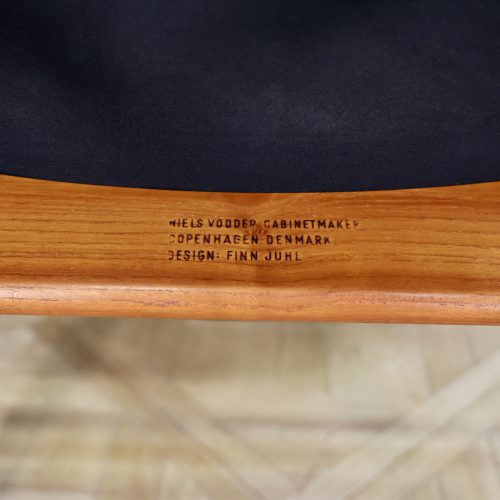 NIELS VODDER CABINETMAKER
COPENHAGEN DENMARK
DESIGN: FINN JUHL